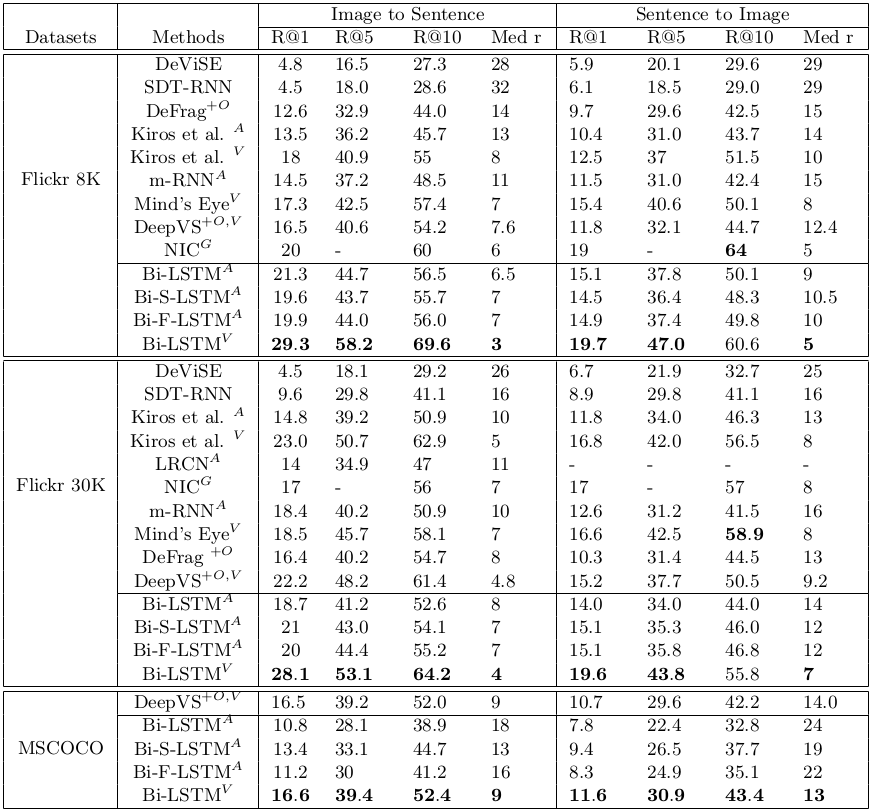 Image to Sentence Sentence to Image
Datasets Methods R@1 R@5 R@10 Med r R@1 R@5 R@10 Med r
DeViSE 4.8 16.5 27.3 28 5.9 20.1 29.6 29
SDT-RNN 4.5 18.0 28.6 32 6.1 18.5 29.0 29
DeFrag+O 12.6 32.9 44.0 14 9.7 29.6 42.5 15
Kiros et al. A 13.5 36.2 45.7 13 10.4 31.0 43.7 14
Kiros et al. V 18 40.9 55 8 12.5 37 51.5 10
Flickr 8K m-RNNA 14.5 37.2 48.5 11 11.5 31.0 42.4 15
Mind's EyeV 17.3 42.5 57.4 7 15.4 40.6 50.1 8
DeepVS+O,V 16.5 40.6 54.2 7.6 11.8 32.1 44.7 12.4
NICG 20 - 60 6 19 - 64 5
Bi-LSTMA 21.3 44.7 56.5 6.5 15.1 37.8 50.1 9
Bi-S-LSTMA 19.6 43.7 55.7 7 14.5 36.4 48.3 10.5
Bi-F-LSTMA 19.9 44.0 56.0 7 14.9 37.4 49.8 10
Bi-LSTMV 29.3 58.2 69.6 3 19.7 47.0 60.6 5
DeViSE 4.5 18.1 29.2 26 6.7 21.9 32.7 25
SDT-RNN 9.6 29.8 41.1 16 8.9 29.8 41.1 16
Kiros et al. A 14.8 39.2 50.9 10 11.8 34.0 46.3 13
Kiros et al. V 23.0 50.7 62.9 5 16.8 42.0 56.5 8
LRCNA 14 34.9 47 11 - - - -
Flickr 30K NICG 17 - 56 7 17 - 57 8
m-RNNA 18.4 40.2 50.9 10 12.6 31.2 41.5 16
Mind's EyeV 18.5 45.7 58.1 7 16.6 42.5 58.9 8
DeFrag +O 16.4 40.2 54.7 8 10.3 31.4 44.5 13
DeepVS+O,V 22.2 48.2 61.4 4.8 15.2 37.7 50.5 9.2
Bi-LSTMA 18.7 41.2 52.6 8 14.0 34.0 44.0 14
Bi-S-LSTMA 21 43.0 54.1 7 15.1 35.3 46.0 12
Bi-F-LSTMA 20 44.4 55.2 7 15.1 35.8 46.8 12
Bi-LSTMV 28.1 53.1 64.2 4 19.6 43.8 55.8 7
DeepVS+O,V 16.5 39.2 52.0 9 10.7 29.6 42.2 14.0
Bi-LSTMA 10.8 28.1 38.9 18 7.8 22.4 32.8 24
MSCOCO Bi-S-LSTMA 13.4 33.1 44.7 13 9.4 26.5 37.7 19
Bi-F-LSTMA 11.2 30 41.2 16 8.3 24.9 35.1 22
Bi-LSTMV 16.6 39.4 52.4 9 11.6 30.9 43.4 13